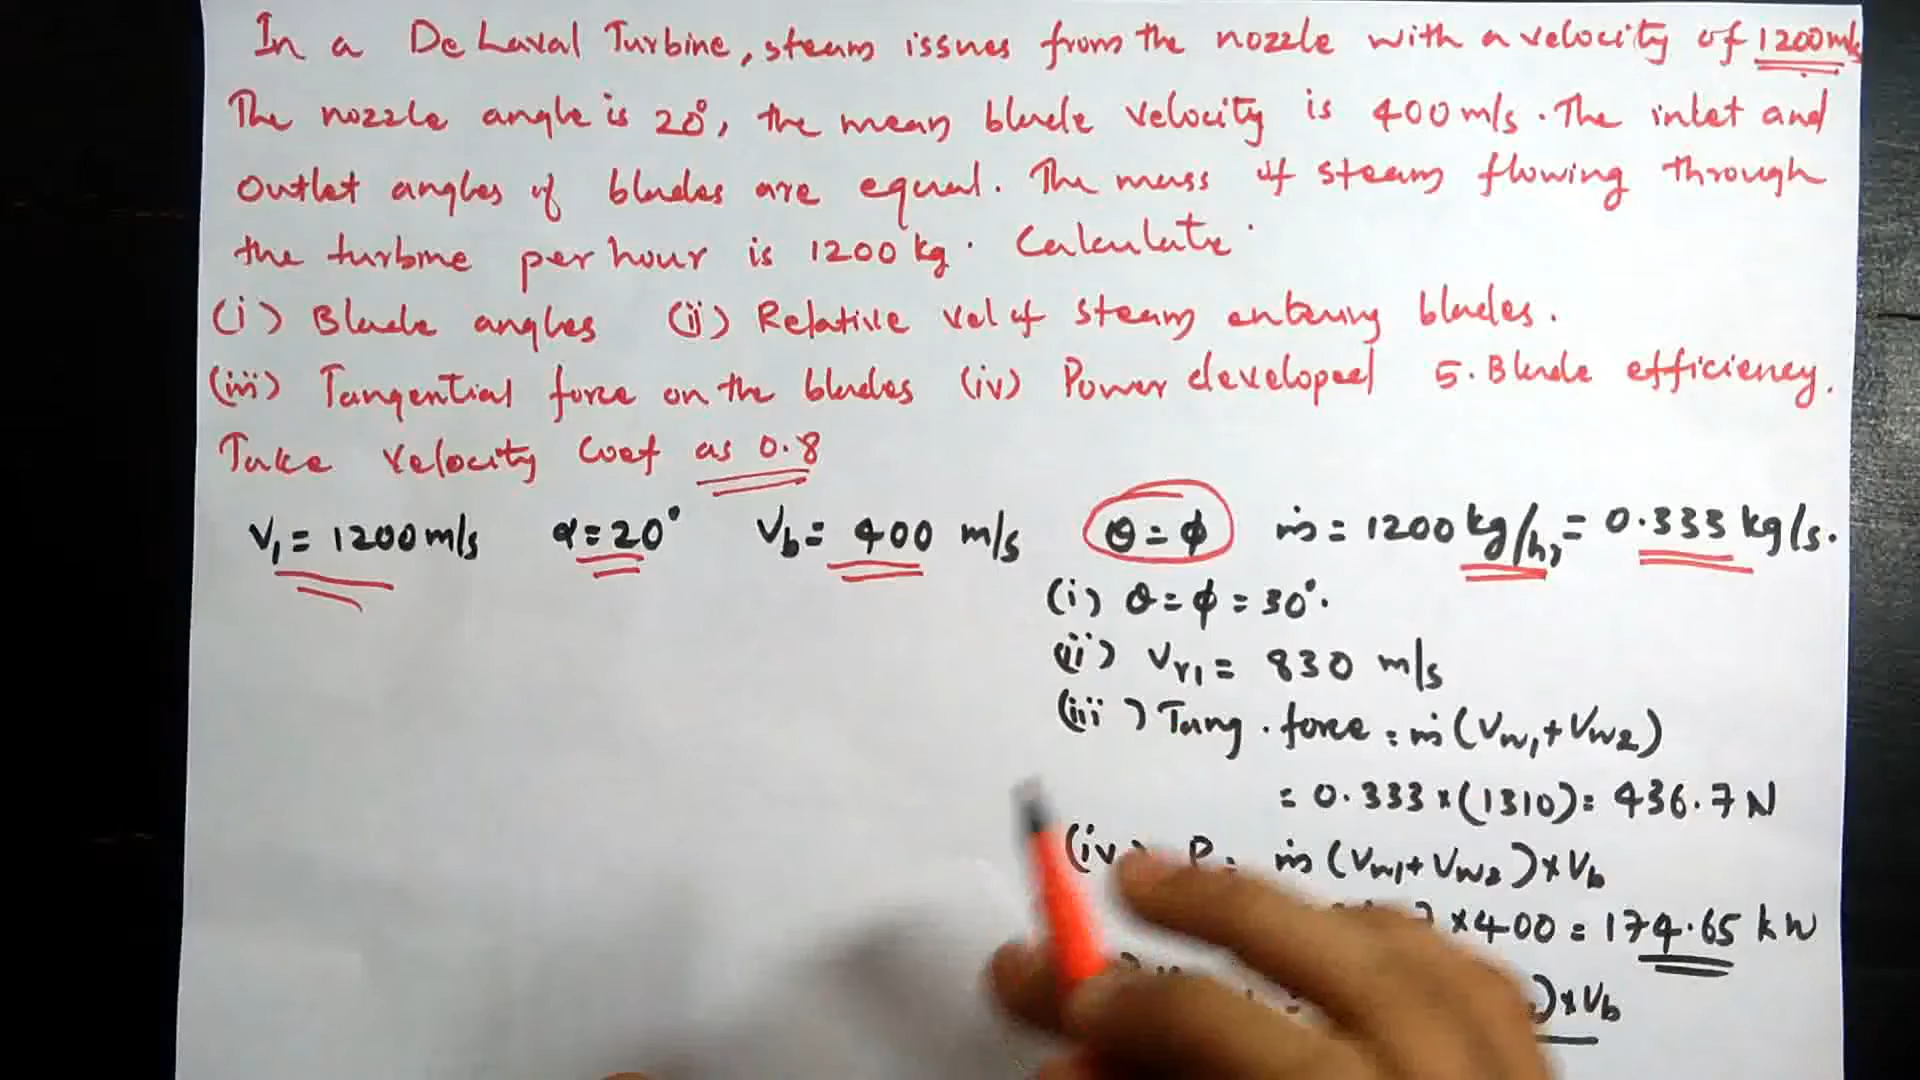 In a De Laval Turbine, steam issues from the nozzle with a velocity of 1200m/s
The nozzle angle is 20°, the mean blade velocity is 400m/s. The inlet and
outlet angles of blades are equal. The mass of steam flowing through
the turbine per hour is 1200 kg. Calculate
(i) Blade angles (ii) Relative vel of steam entering blades.
(iii) Tangential force on the blades (iv) Power developed 5. Blade efficiency.
Take velocity coef as 0.8
V₁ = 1200m/s α = 20° V_b = 400 m/s θ = ϕ ṁ = 1200 kg/hr = 0.333 kg/s.
(i) θ = ϕ = 30°.
(ii) Vr₁ = 830 m/s
(iii) Tang. force = ṁ (Vw₁ + Vw₂)
= 0.333 × (1310) = 436.7 N
(iv) P = ṁ (Vw₁ + Vw₂) × V_b
) × 400 = 174.65 kW
) × V_b